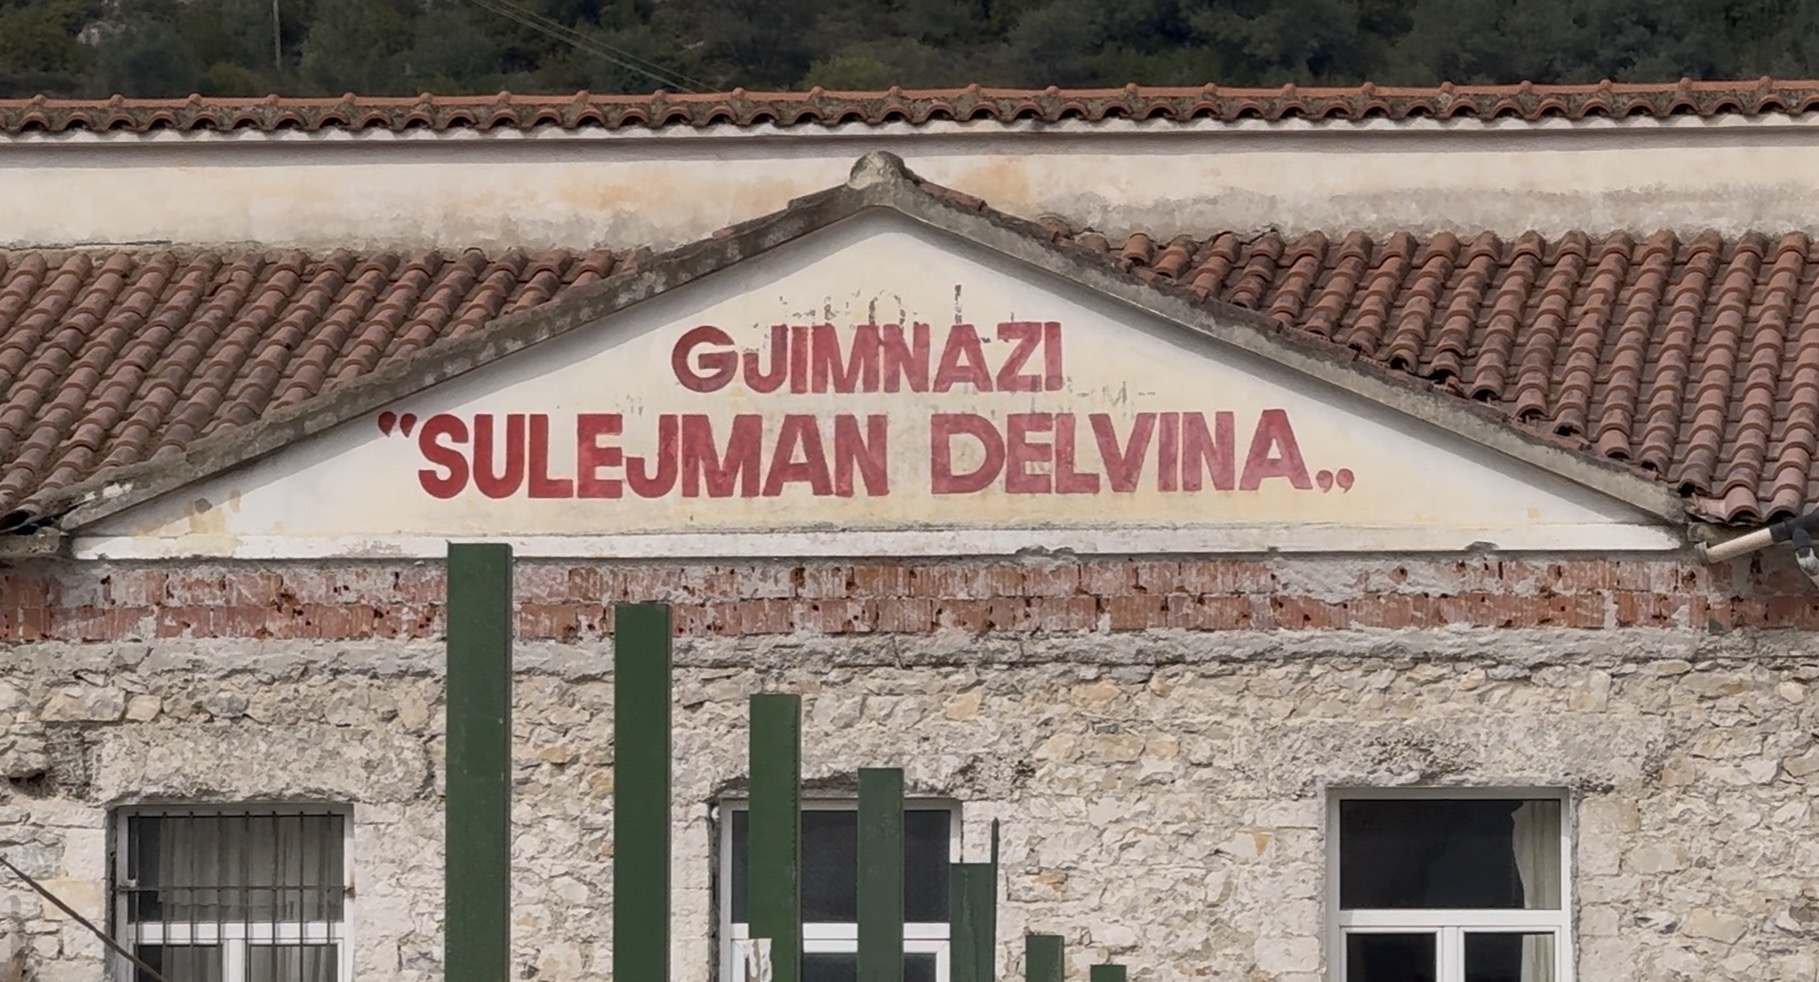 GJIMNAZI
"SULEJMAN DELVINA,,